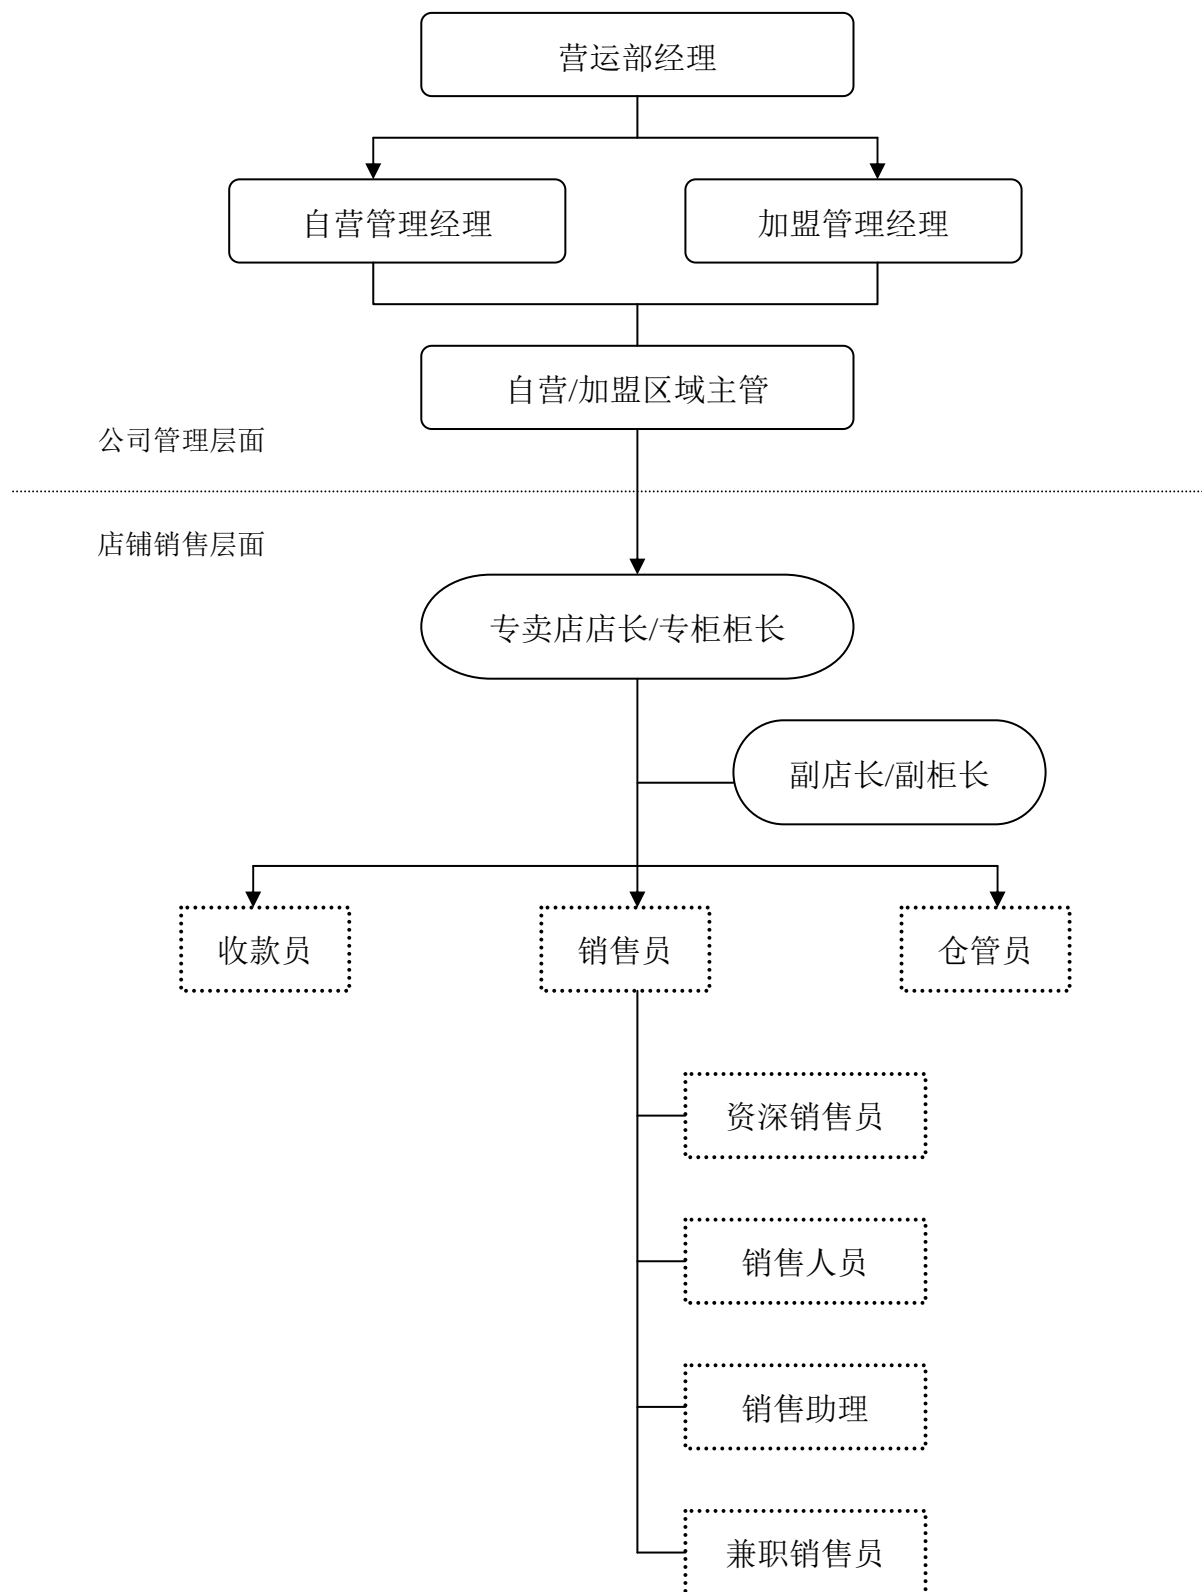 营运部经理
自营管理经理
加盟管理经理
自营/加盟区域主管
公司管理层面
店铺销售层面
专卖店店长/专柜柜长
副店长/副柜长
收款员
销售员
仓管员
资深销售员
销售人员
销售助理
兼职销售员